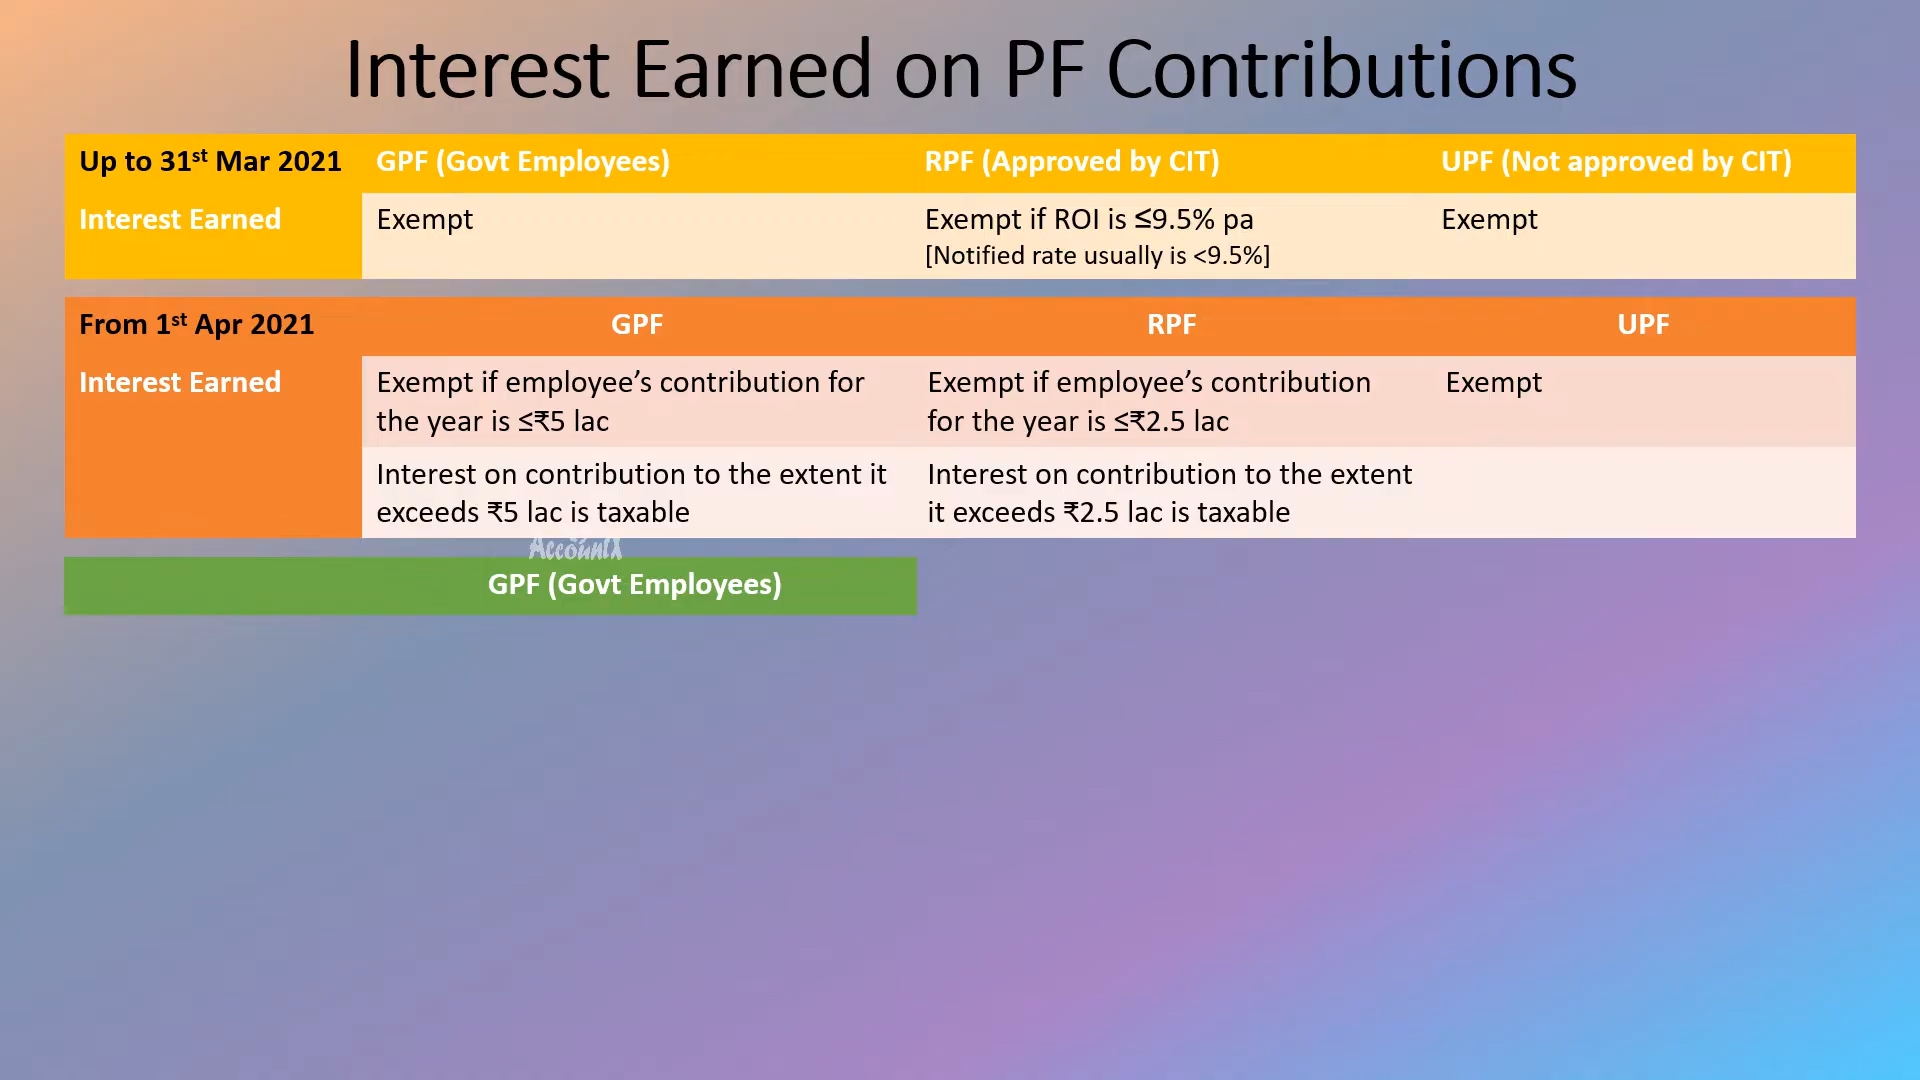 Interest Earned on PF Contributions
Up to 31st Mar 2021 GPF (Govt Employees) RPF (Approved by CIT) UPF (Not approved by CIT)
Interest Earned Exempt Exempt if ROI is ≤9.5% pa Exempt
[Notified rate usually is <9.5%]
From 1st Apr 2021 GPF RPF UPF
Interest Earned Exempt if employee’s contribution for Exempt if employee’s contribution Exempt
the year is ≤₹5 lac for the year is ≤₹2.5 lac
Interest on contribution to the extent it Interest on contribution to the extent
exceeds ₹5 lac is taxable it exceeds ₹2.5 lac is taxable
AccountX
GPF (Govt Employees)